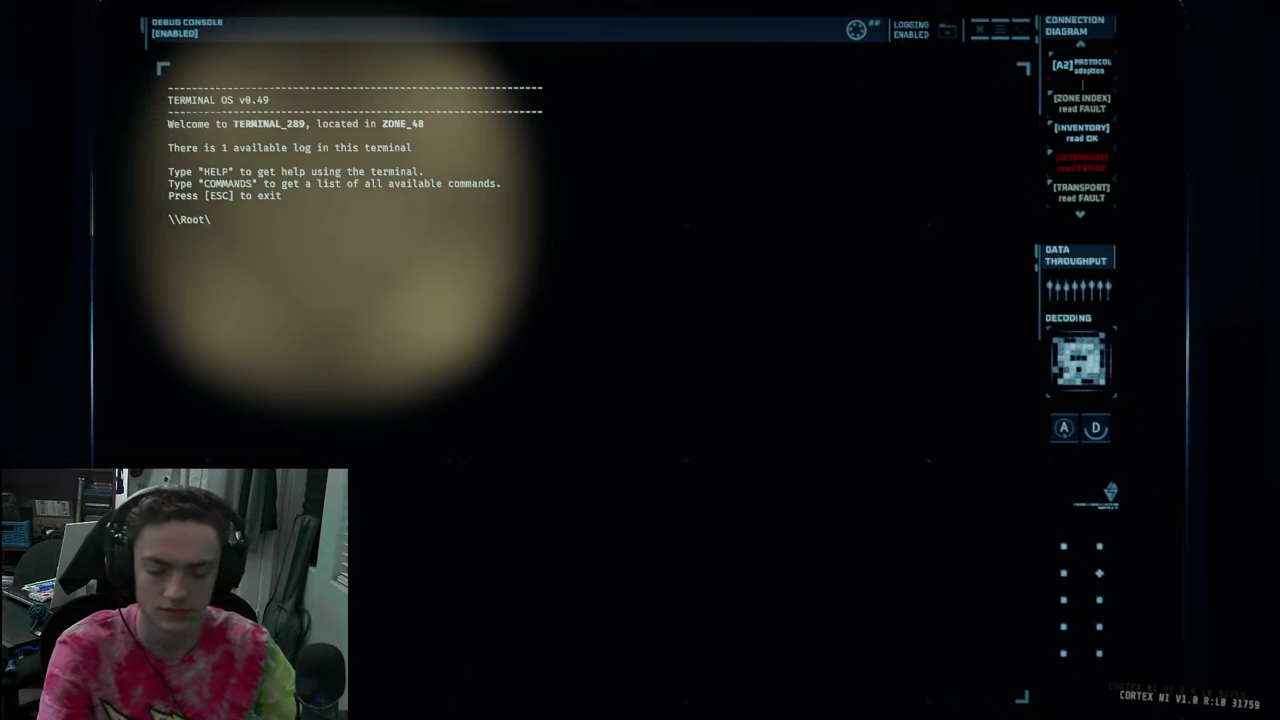 DEBUG CONSOLE
[ENABLED]
LOGGING
ENABLED
CONNECTION
DIAGRAM
[A2] PROTOCOL
adoption
[ZONE INDEX]
read FAULT
[INVENTORY]
read OK
read FAILED
[TRANSPORT]
read FAULT
DATA
THROUGHPUT
DECODING
A D
--------------------------------------------------------------
TERMINAL OS v0.49
--------------------------------------------------------------
Welcome to TERMINAL_289, located in ZONE_48
There is 1 available log in this terminal
Type "HELP" to get help using the terminal.
Type "COMMANDS" to get a list of all available commands.
Press [ESC] to exit
\\Root\
CORTEX NI V1.0 R:L0 31759